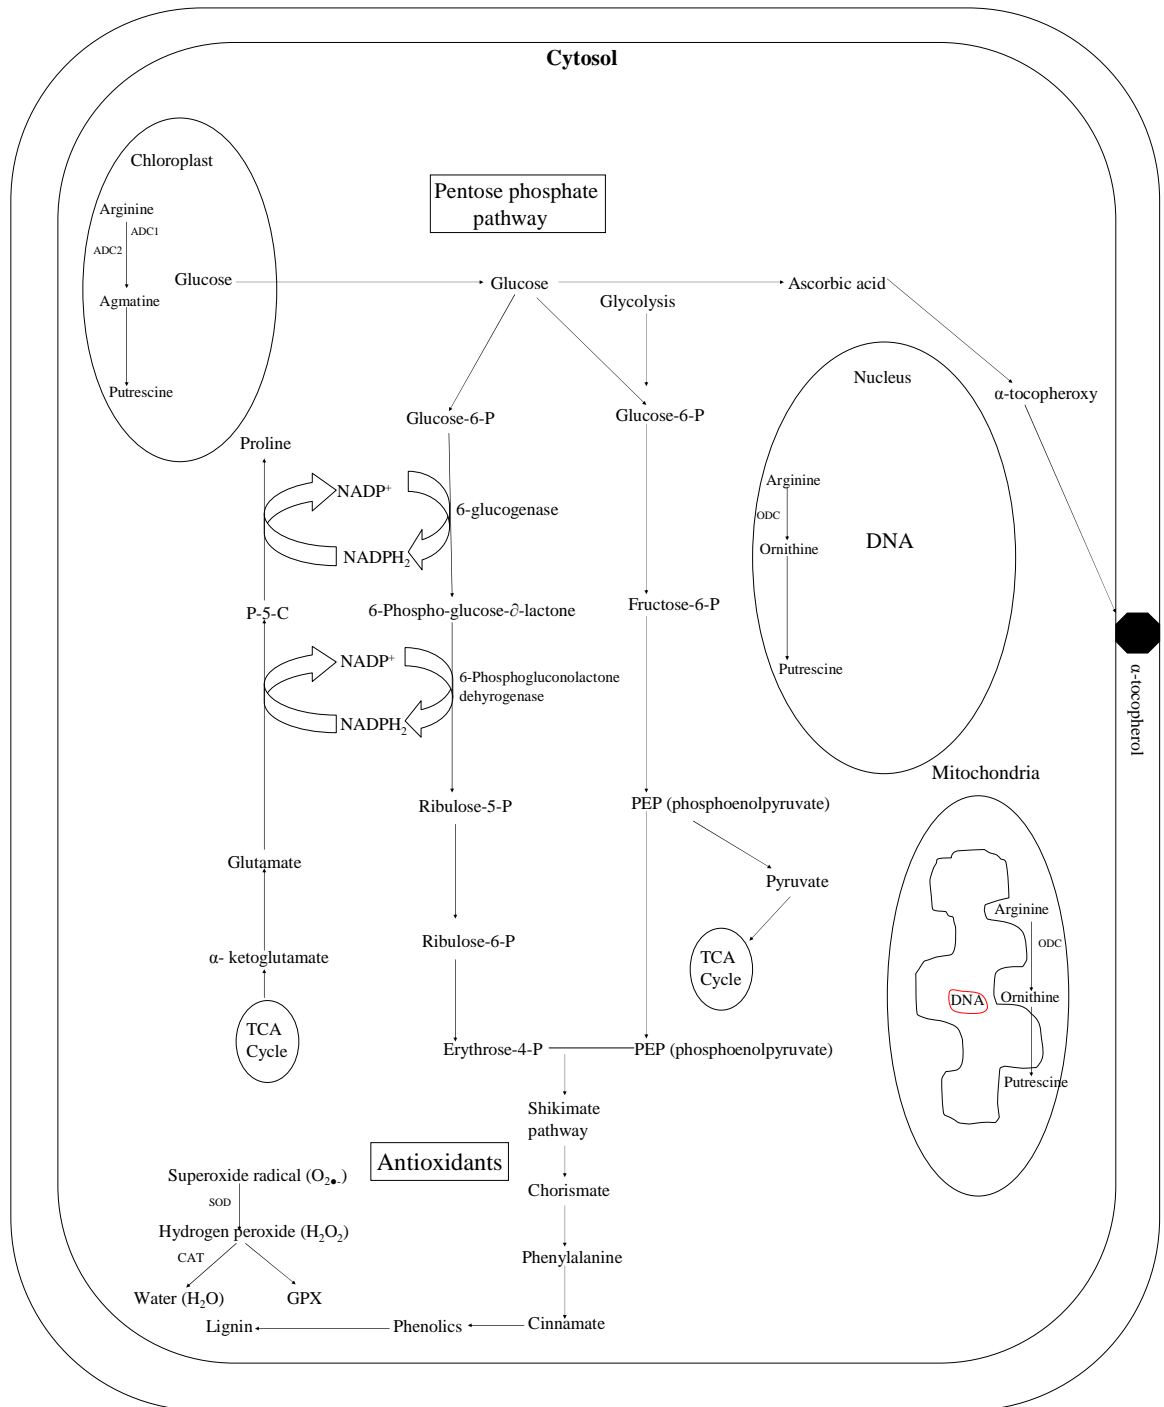 Cytosol
Chloroplast
Arginine
ADC1
ADC2
Agmatine
Putrescine
Glucose
Pentose phosphate
pathway
Glucose
Glycolysis
Ascorbic acid
α-tocopheroxy
α-tocopherol
Glucose-6-P
Glucose-6-P
Proline
NADP+
NADPH2
6-glucogenase
P-5-C
6-Phospho-glucose-∂-lactone
Fructose-6-P
NADP+
NADPH2
6-Phosphogluconolactone
dehyrogenase
Nucleus
Arginine
ODC
Ornithine
DNA
Putrescine
Ribulose-5-P
PEP (phosphoenolpyruvate)
Pyruvate
TCA
Cycle
Glutamate
α- ketoglutamate
TCA
Cycle
Ribulose-6-P
Erythrose-4-P
PEP (phosphoenolpyruvate)
Mitochondria
Arginine
ODC
DNA
Ornithine
Putrescine
Shikimate
pathway
Antioxidants
Chorismate
Phenylalanine
Cinnamate
Phenolics
Lignin
Superoxide radical (O2●-)
SOD
Hydrogen peroxide (H2O2)
CAT
Water (H2O)
GPX